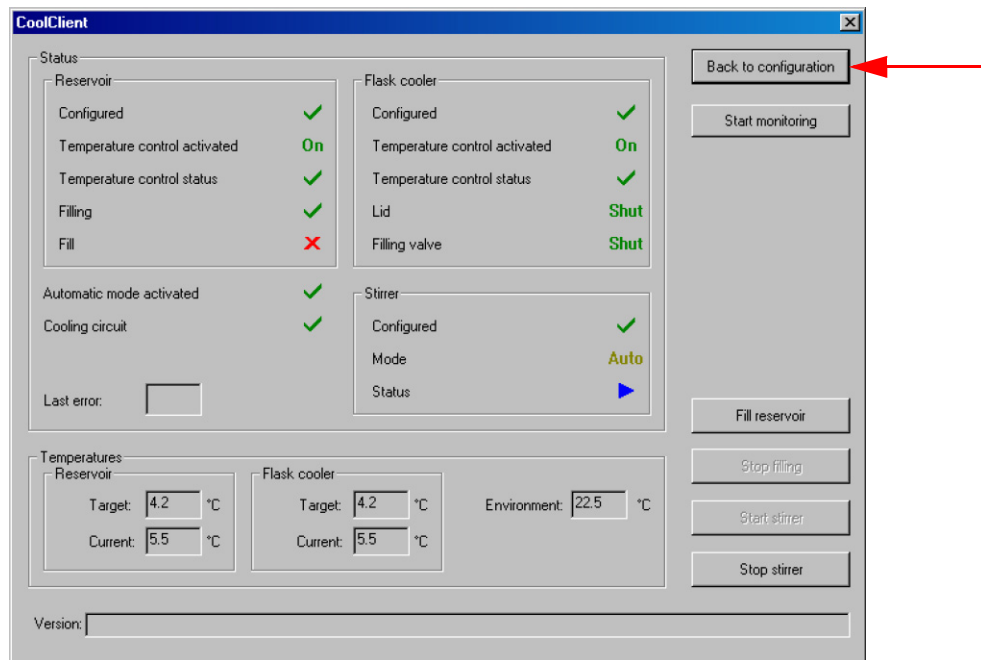 CoolClient
Status
Reservoir
Configured
Temperature control activated On
Temperature control status
Filling
Fill
Flask cooler
Configured
Temperature control activated On
Temperature control status
Lid Shut
Filling valve Shut
Automatic mode activated
Cooling circuit
Last error:
Stirrer
Configured
Mode Auto
Status
Temperatures
Reservoir
Target: 4.2 °C
Current: 5.5 °C
Flask cooler
Target: 4.2 °C
Current: 5.5 °C
Environment: 22.5 °C
Version:
Back to configuration
Start monitoring
Fill reservoir
Stop filling
Start stirrer
Stop stirrer